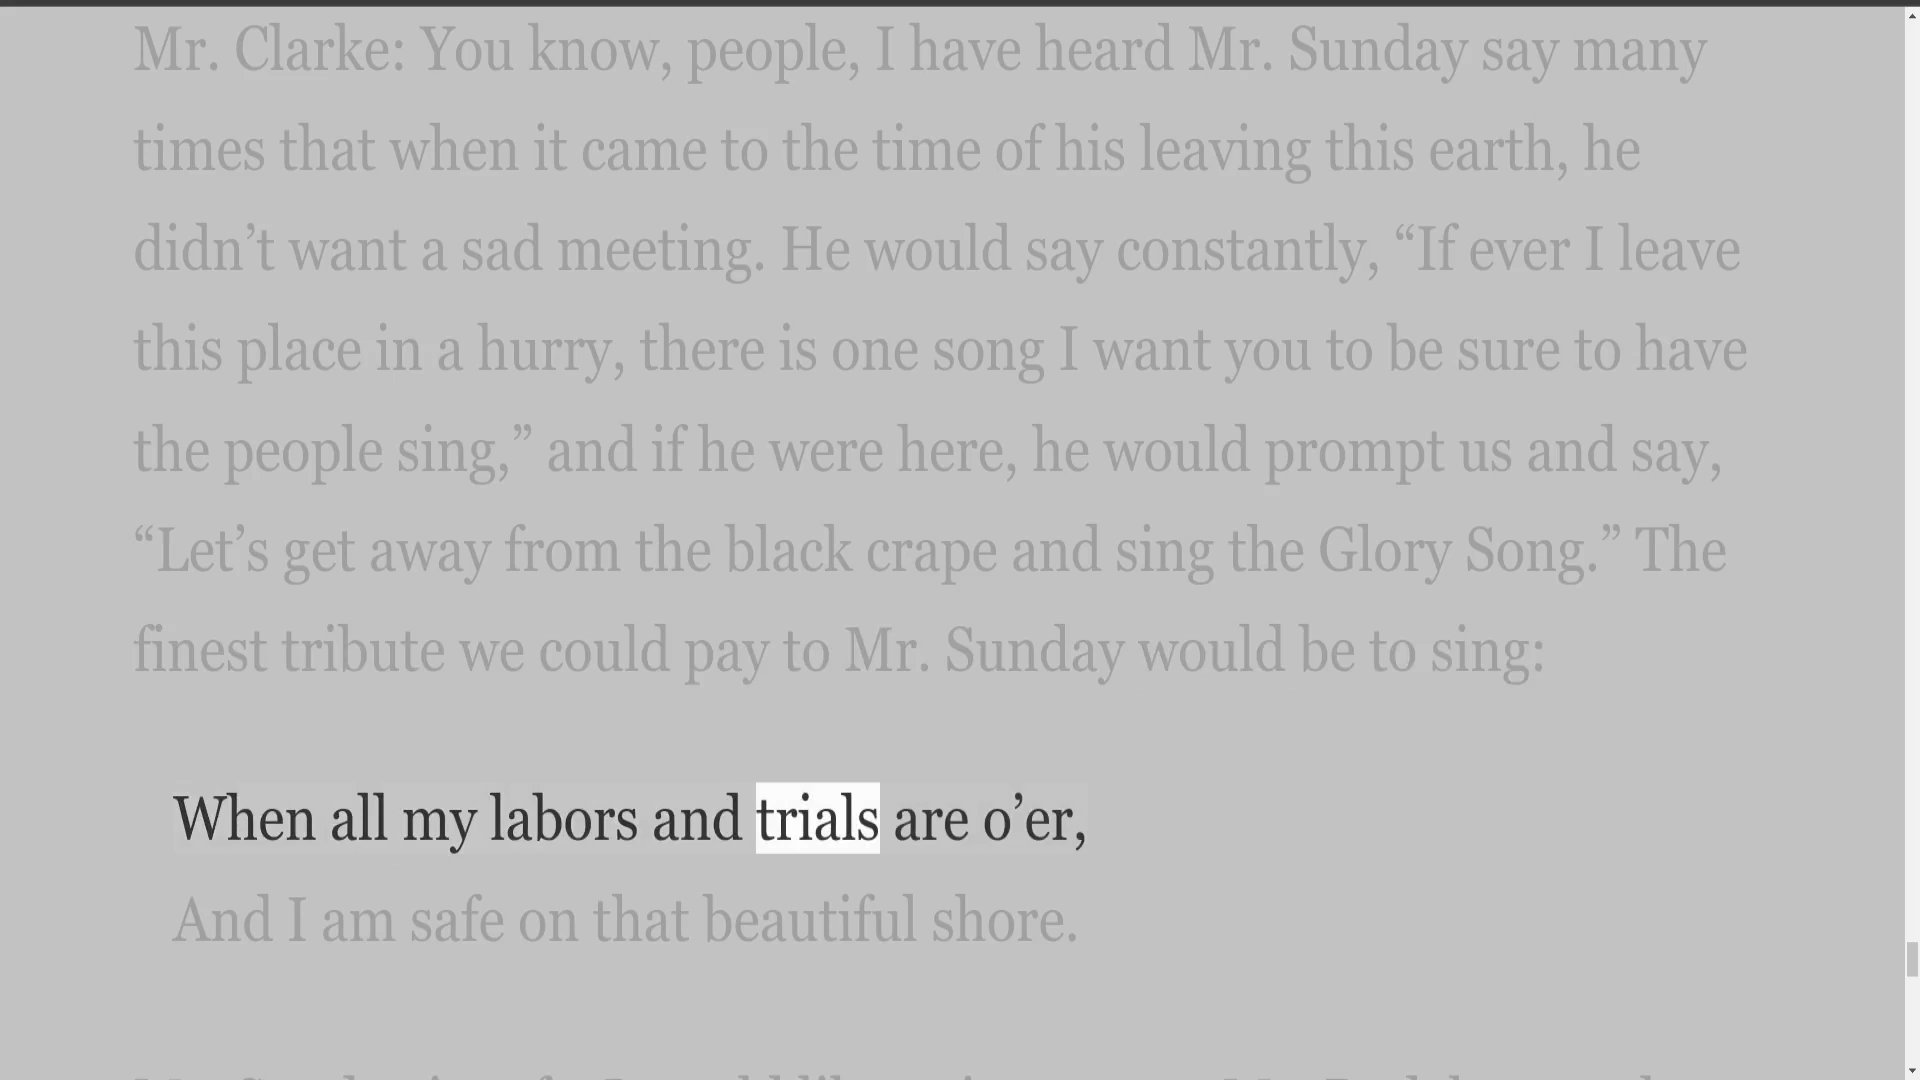 Mr. Clarke: You know, people, I have heard Mr. Sunday say many
times that when it came to the time of his leaving this earth, he
didn’t want a sad meeting. He would say constantly, “If ever I leave
this place in a hurry, there is one song I want you to be sure to have
the people sing,” and if he were here, he would prompt us and say,
“Let’s get away from the black crape and sing the Glory Song.” The
finest tribute we could pay to Mr. Sunday would be to sing:
When all my labors and trials are o’er,
And I am safe on that beautiful shore.